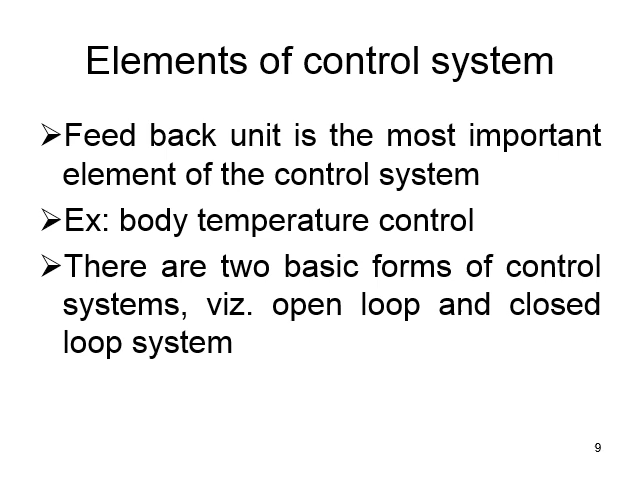 Elements of control system
➢Feed back unit is the most important
element of the control system
➢Ex: body temperature control
➢There are two basic forms of control
systems, viz. open loop and closed
loop system
9